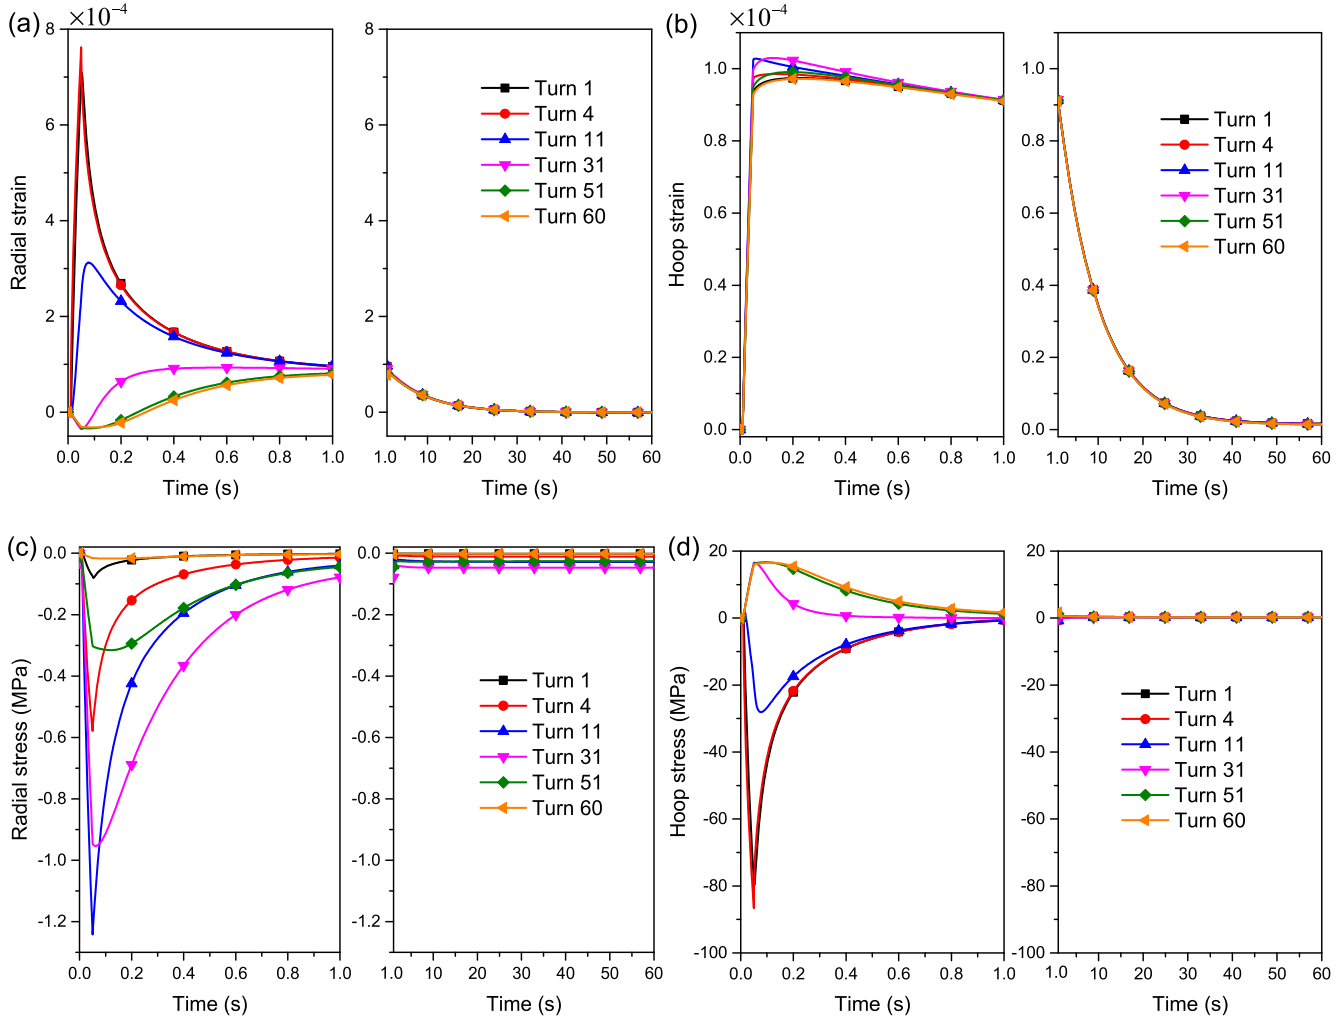 (a)
×10⁻⁴
8
6
4
2
0
Radial strain
0.0 0.2 0.4 0.6 0.8 1.0
Time (s)
8
6
4
2
0
Turn 1
Turn 4
Turn 11
Turn 31
Turn 51
Turn 60
1.0 10 20 30 40 50 60
Time (s)
(b)
×10⁻⁴
1.0
0.8
0.6
0.4
0.2
0.0
Hoop strain
0.0 0.2 0.4 0.6 0.8 1.0
Time (s)
1.0
0.8
0.6
0.4
0.2
0.0
Turn 1
Turn 4
Turn 11
Turn 31
Turn 51
Turn 60
1.0 10 20 30 40 50 60
Time (s)
(c)
0.0
-0.2
-0.4
-0.6
-0.8
-1.0
-1.2
Radial stress (MPa)
0.0 0.2 0.4 0.6 0.8 1.0
Time (s)
0.0
-0.2
-0.4
-0.6
-0.8
-1.0
-1.2
Turn 1
Turn 4
Turn 11
Turn 31
Turn 51
Turn 60
1.0 10 20 30 40 50 60
Time (s)
(d)
20
0
-20
-40
-60
-80
-100
Hoop stress (MPa)
0.0 0.2 0.4 0.6 0.8 1.0
Time (s)
20
0
-20
-40
-60
-80
-100
Turn 1
Turn 4
Turn 11
Turn 31
Turn 51
Turn 60
1.0 10 20 30 40 50 60
Time (s)